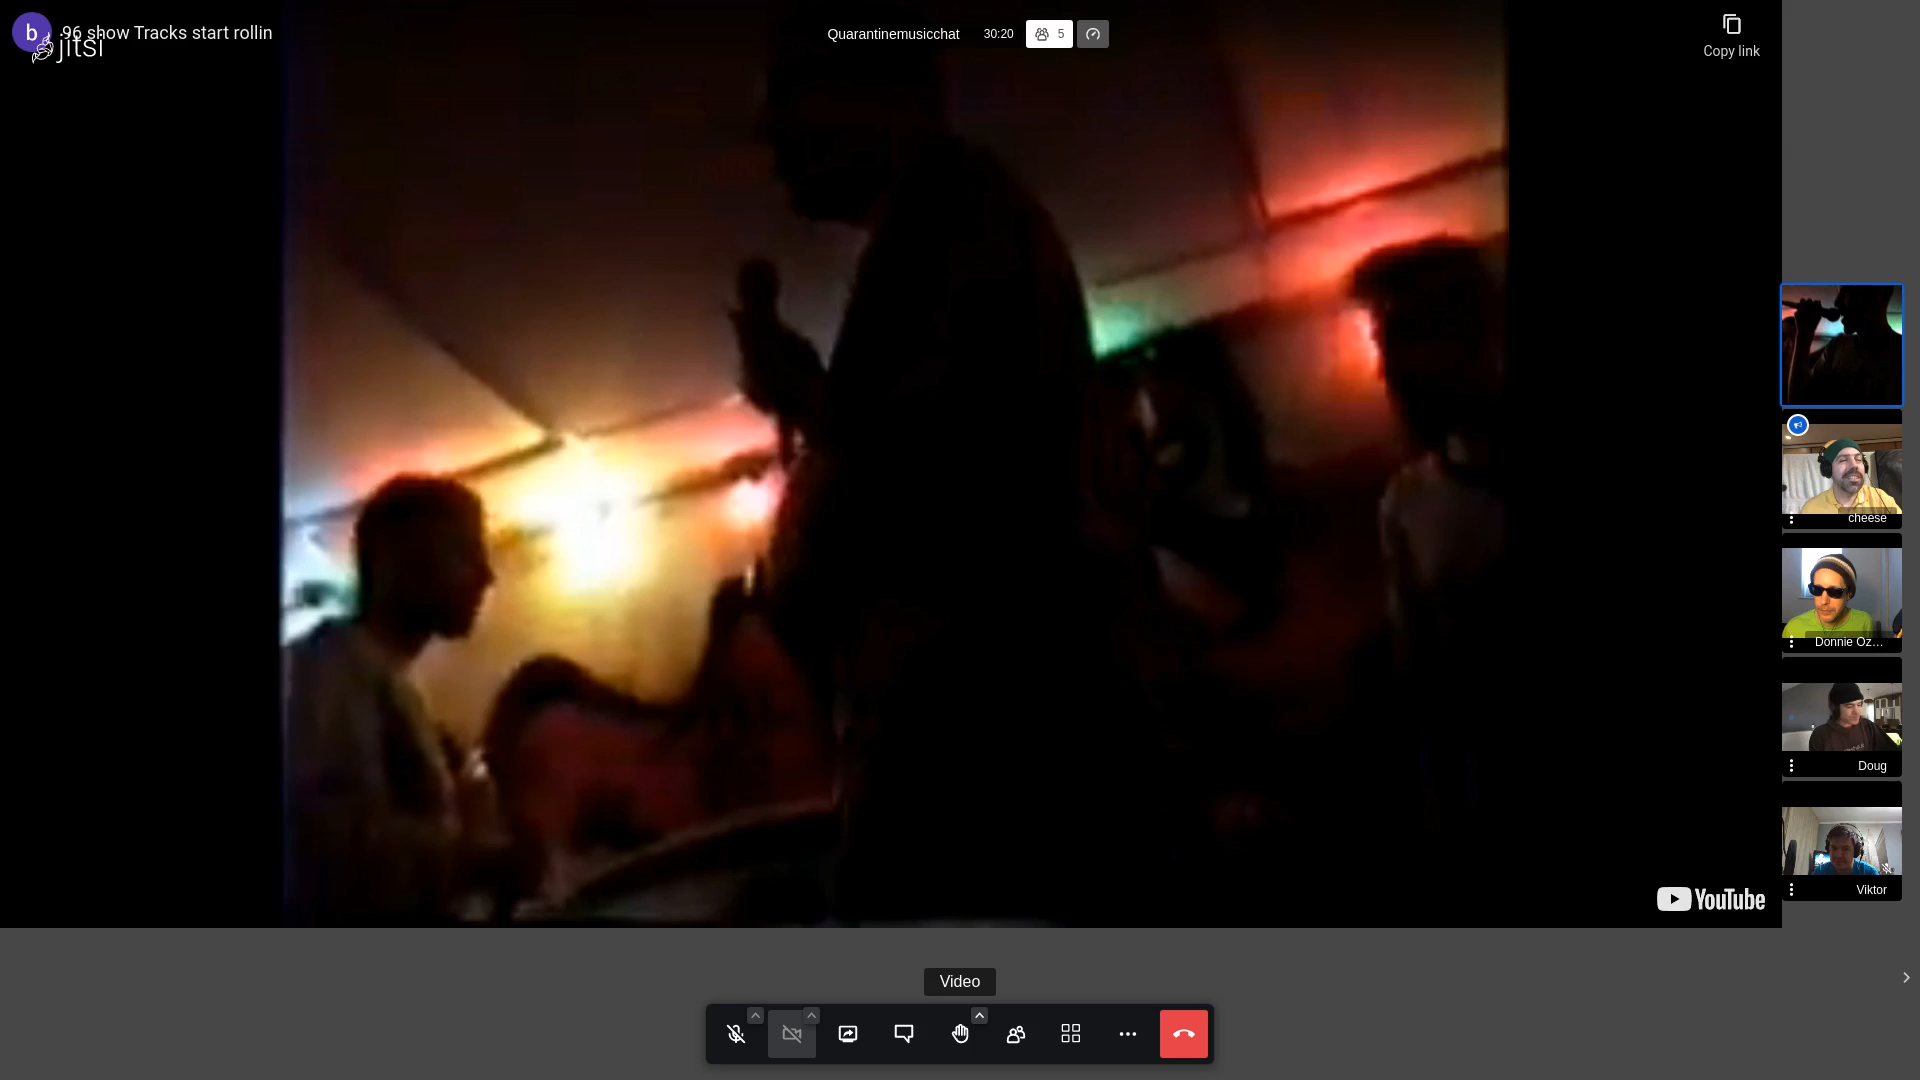 b
96 show Tracks start rollin
jitsi
Quarantinemusicchat
30:20
5
Copy link
cheese
Donnie Oz...
Doug
Viktor
YouTube
Video